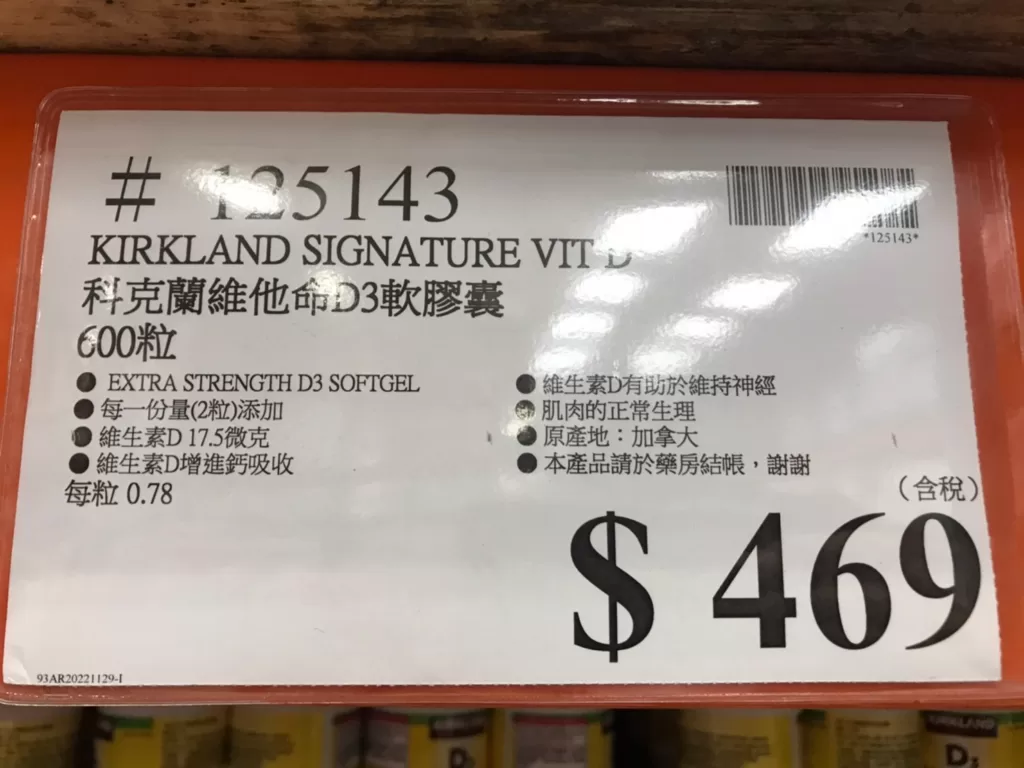 # 125143
*125143*
KIRKLAND SIGNATURE VIT D
科克蘭維他命D3軟膠囊
600粒
● EXTRA STRENGTH D3 SOFTGEL
● 每一份量(2粒)添加
● 維生素D 17.5微克
● 維生素D增進鈣吸收
每粒 0.78
● 維生素D有助於維持神經
● 肌肉的正常生理
● 原產地：加拿大
● 本產品請於藥房結帳，謝謝
（含稅）
$ 469
93AR20221129-I
KIRKLAND
D3
KIRKLAND
D3